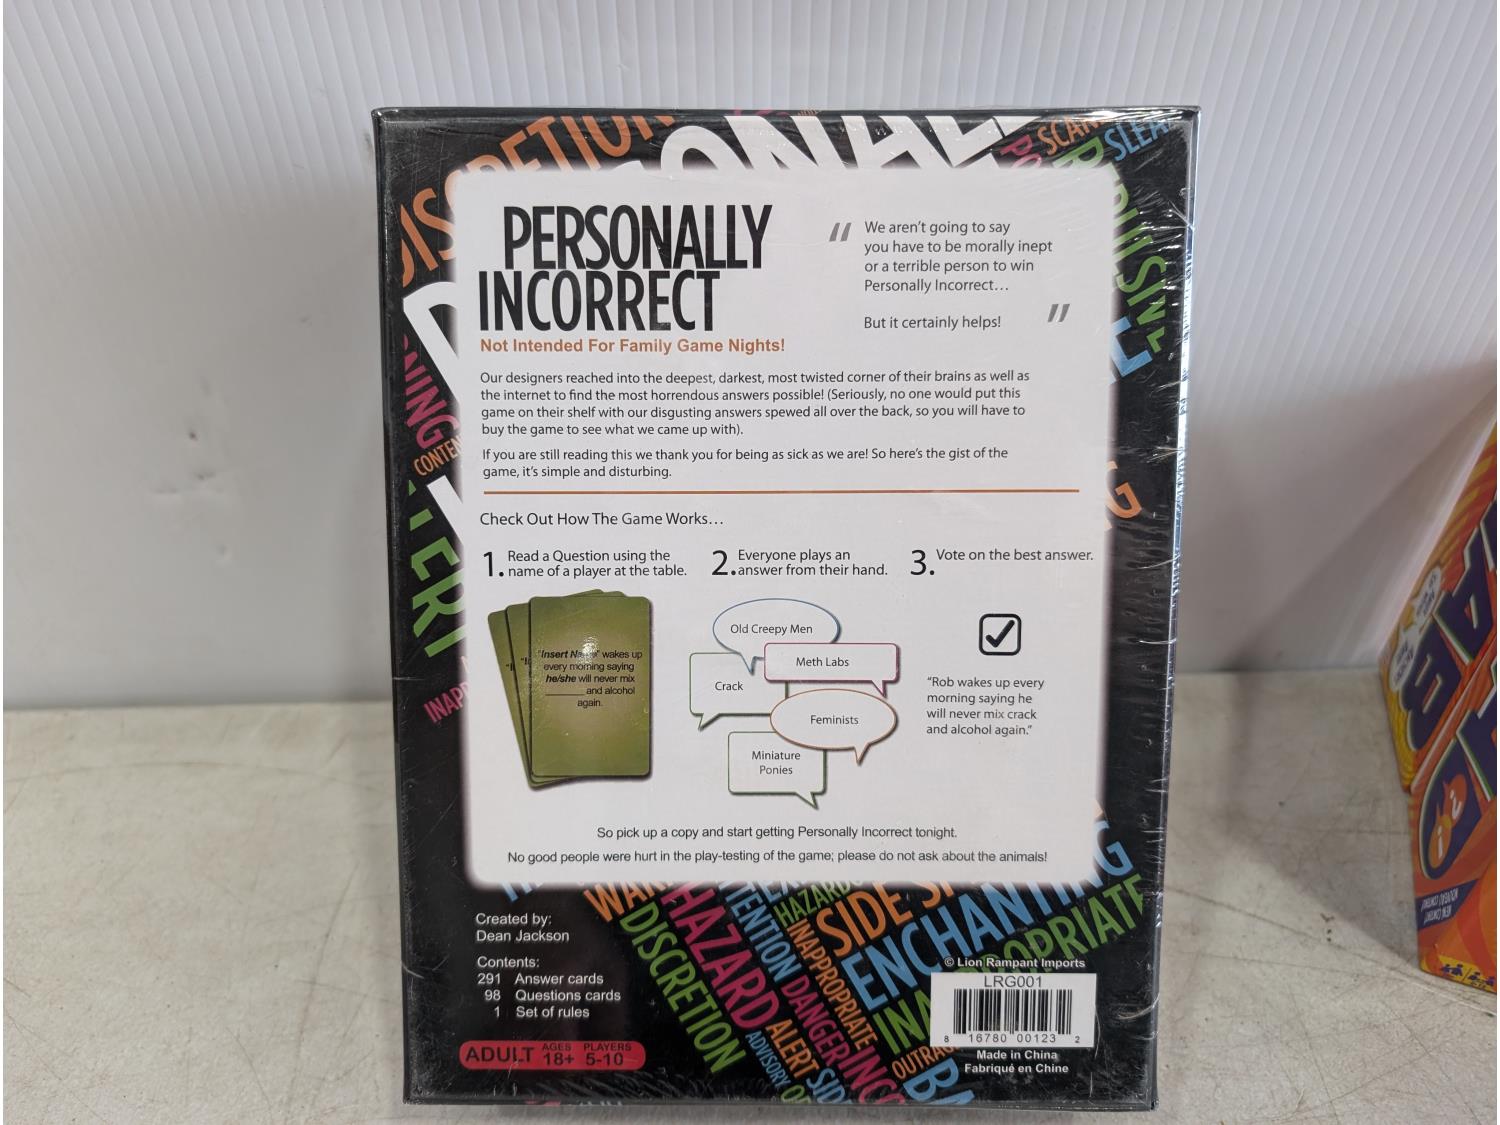 DISCRETION
PERSONALLY
INCORRECT
Not Intended For Family Game Nights!
" We aren't going to say
you have to be morally inept
or a terrible person to win
Personally Incorrect...
But it certainly helps! "
Our designers reached into the deepest, darkest, most twisted corner of their brains as well as
the internet to find the most horrendous answers possible! (Seriously, no one would put this
game on their shelf with our disgusting answers spewed all over the back, so you will have to
buy the game to see what we came up with).
If you are still reading this we thank you for being as sick as we are! So here's the gist of the
game, it's simple and disturbing.
Check Out How The Game Works...
1. Read a Question using the
name of a player at the table.
2. Everyone plays an
answer from their hand.
3. Vote on the best answer.
"Insert Name" wakes up
every morning saying
he/she will never mix
______ and alcohol
again.
Old Creepy Men
Meth Labs
Crack
Feminists
Miniature
Ponies
"Rob wakes up every
morning saying he
will never mix crack
and alcohol again."
So pick up a copy and start getting Personally Incorrect tonight.
No good people were hurt in the play-testing of the game; please do not ask about the animals!
HAZARD
DISCRETION
INAPPROPRIATE
DANGER
ALERT
ADVISORY
ENCHANTING
Created by:
Dean Jackson
Contents:
291 Answer cards
98 Questions cards
1 Set of rules
ADULT AGES 18+ PLAYERS 5-10
© Lion Rampant Imports
LRG001
8 16780 00123 2
Made in China
Fabriqué en Chine